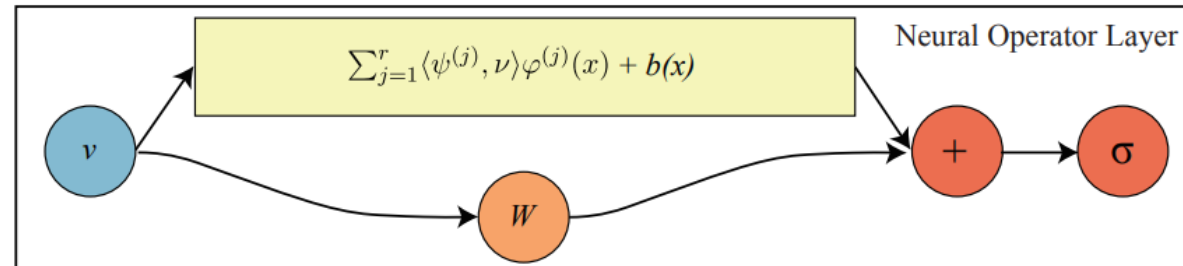 Neural Operator Layer
∑_{j=1}^{r}⟨ψ^{(j)}, ν⟩φ^{(j)}(x) + b(x)
v
+
σ
W